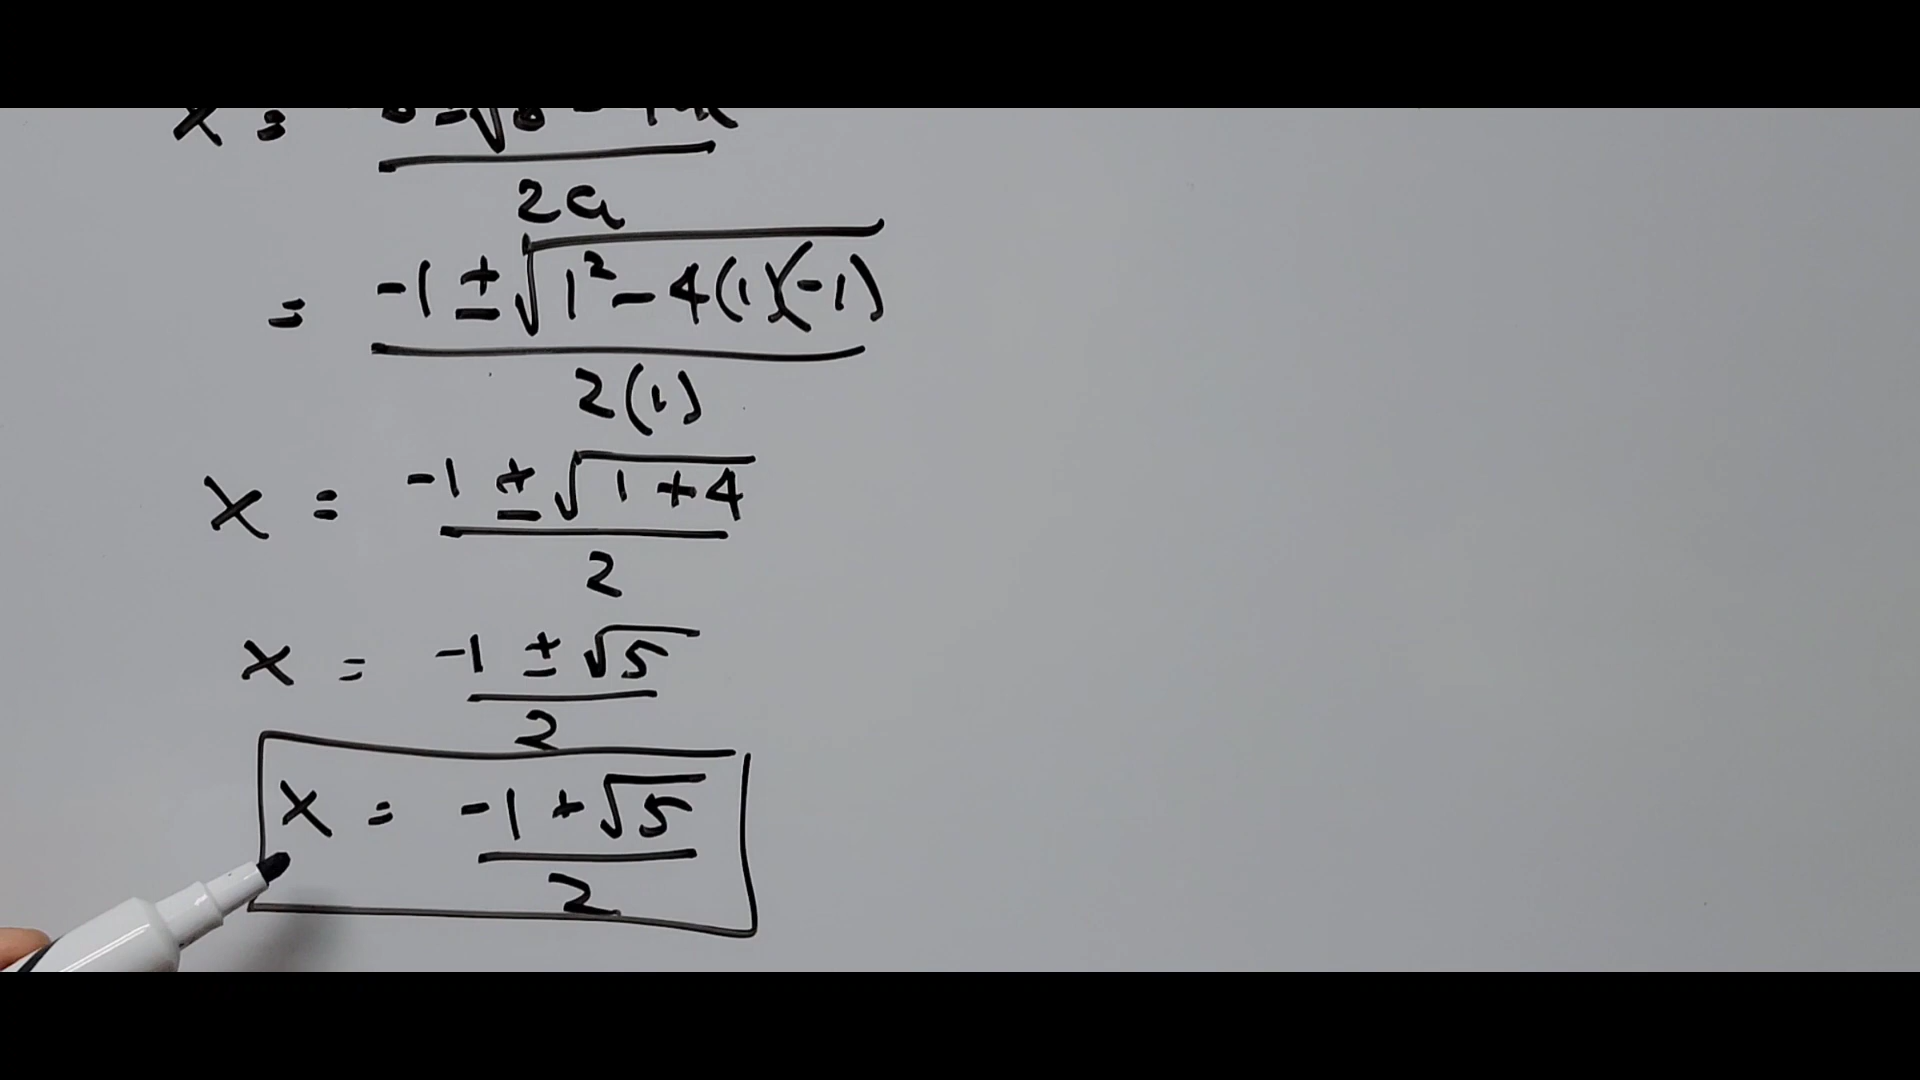 x =
2a
= -1 ± √(1² - 4(1)(-1)) / 2(1)
x = -1 ± √(1 + 4) / 2
x = -1 ± √5 / 2
x = -1 + √5 / 2